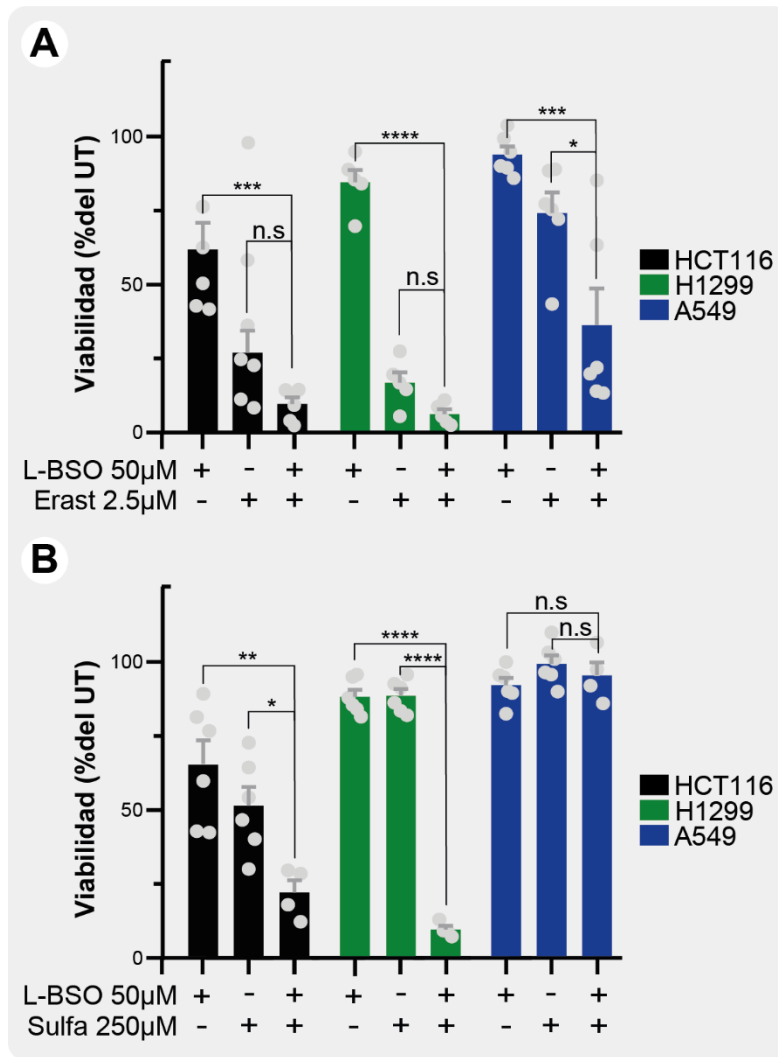 A
Viabilidad (%del UT)
100
50
0
***
n.s
****
n.s
***
*
HCT116
H1299
A549
L-BSO 50µM + - + + - + + - +
Erast 2.5µM - + + - + + - + +
B
Viabilidad (%del UT)
100
50
0
**
*
****
****
n.s
n.s
HCT116
H1299
A549
L-BSO 50µM + - + + - + + - +
Sulfa 250µM - + + - + + - + +